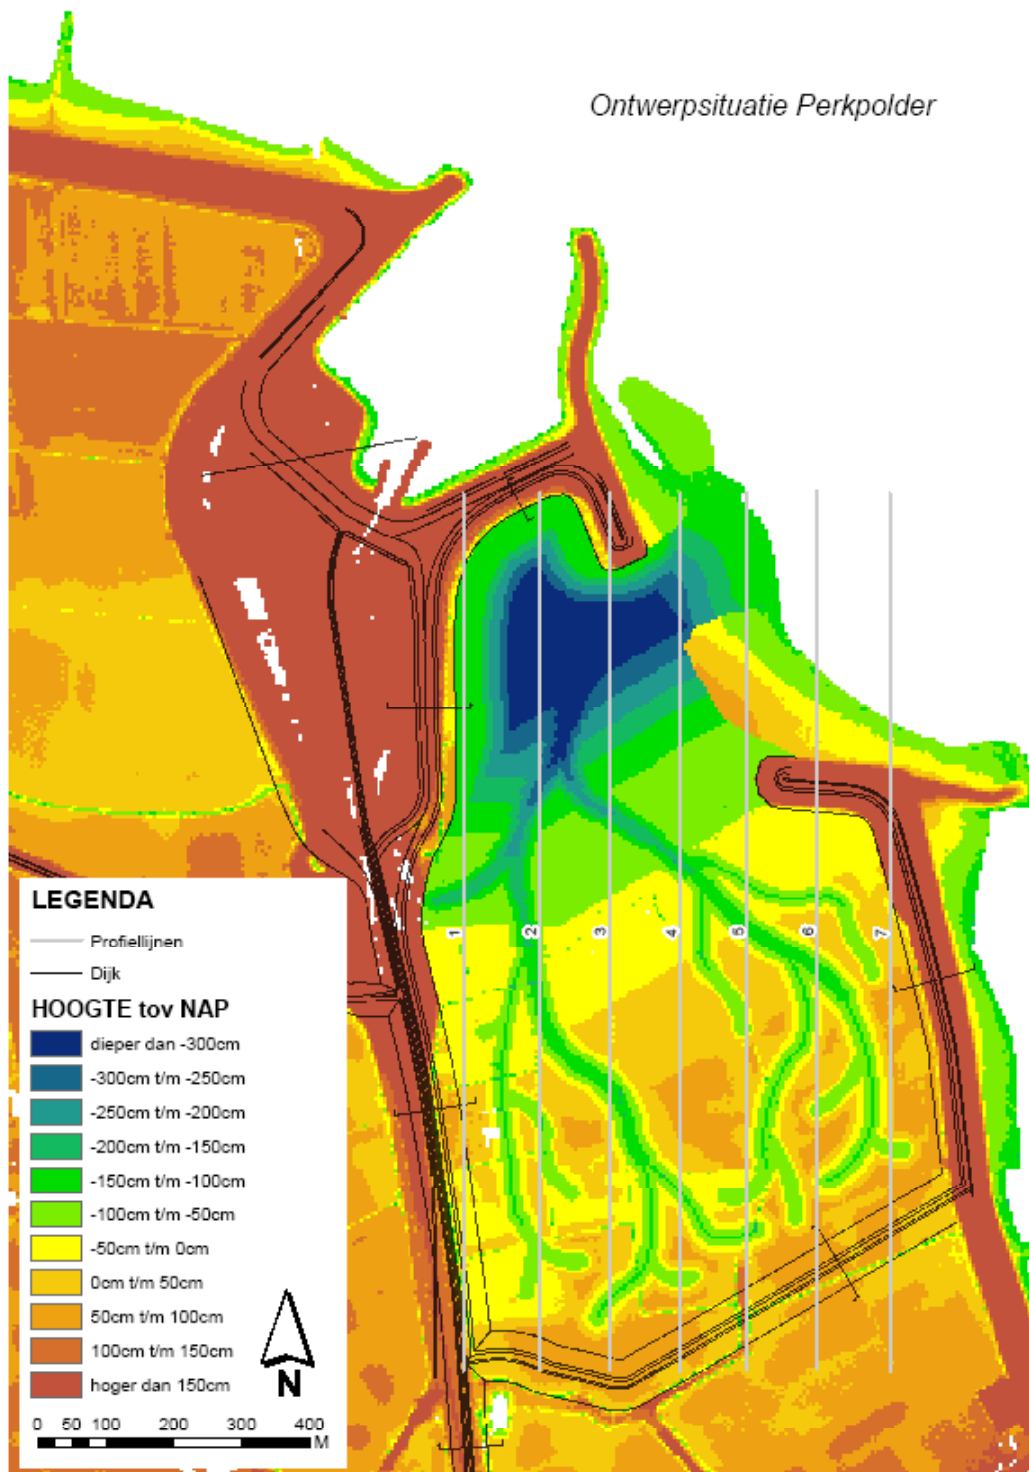 Ontwerpsituatie Perkpolder
1
2
3
4
5
6
7
LEGENDA
Profiellijnen
Dijk
HOOGTE tov NAP
dieper dan -300cm
-300cm t/m -250cm
-250cm t/m -200cm
-200cm t/m -150cm
-150cm t/m -100cm
-100cm t/m -50cm
-50cm t/m 0cm
0cm t/m 50cm
50cm t/m 100cm
100cm t/m 150cm
hoger dan 150cm
N
0 50 100 200 300 400
M